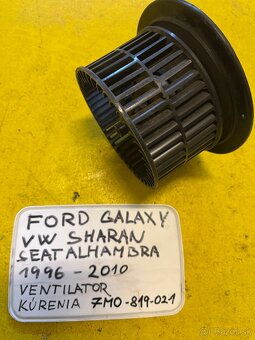 FORD GALAXY
VW SHARAN
SEAT ALHAMBRA
1996 - 2010
VENTILATOR
KÚRENIA 7M0-819-021